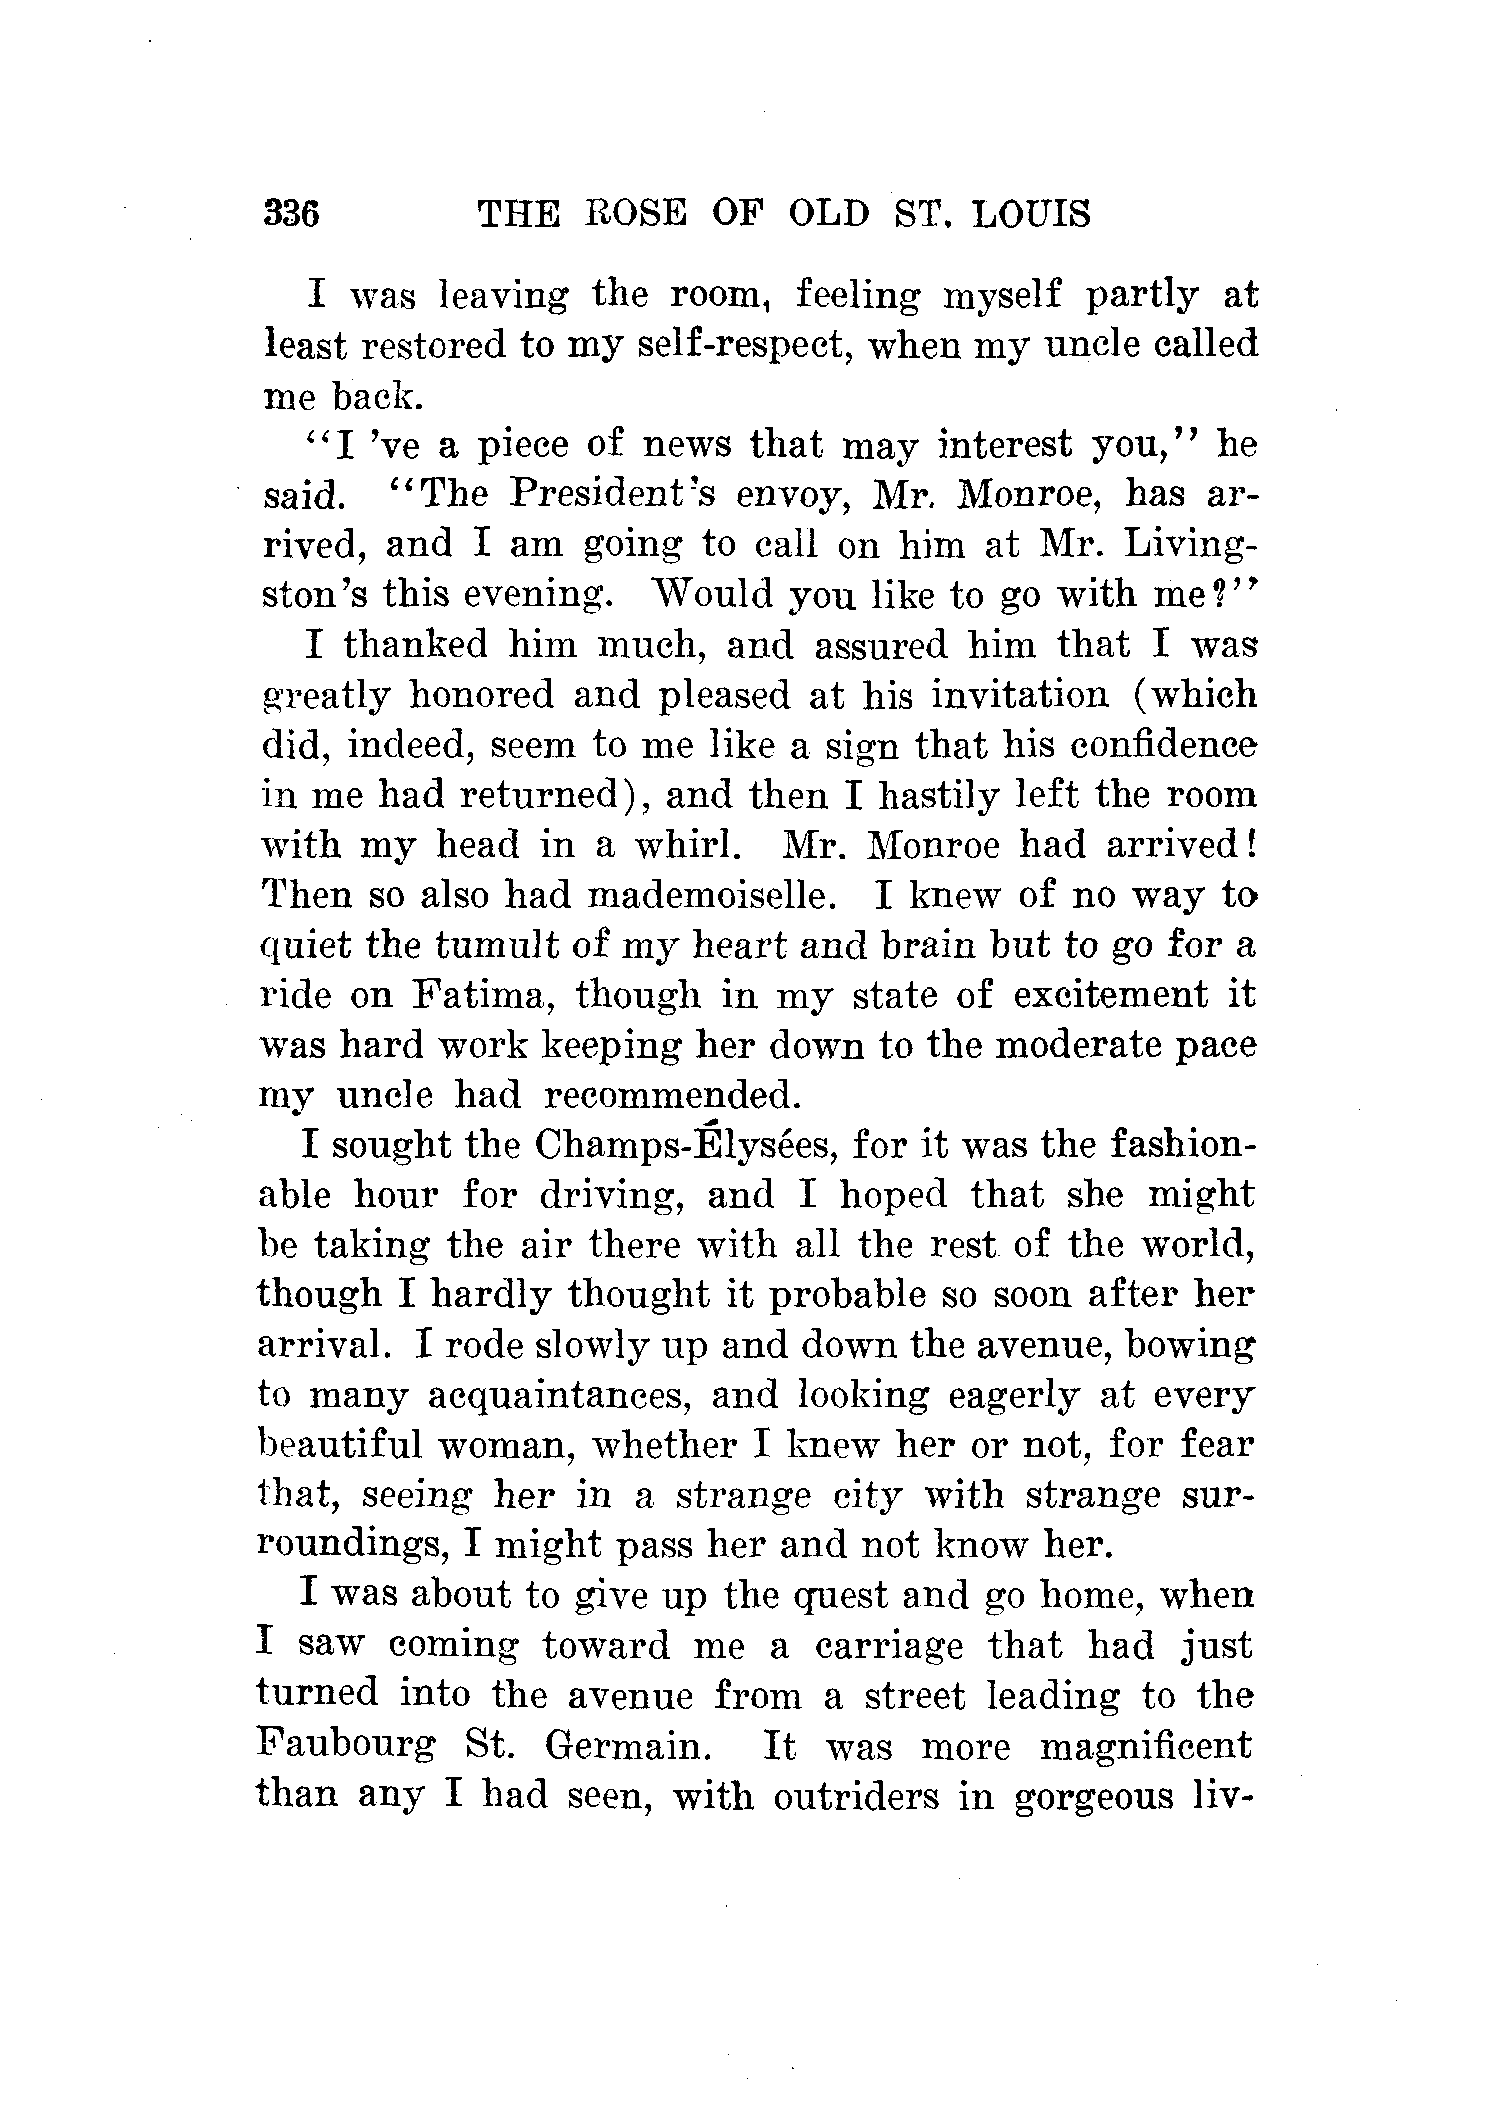 336 THE ROSE OF OLD ST. LOUIS
I was leaving the room, feeling myself partly at
least restored to my self-respect, when my uncle called
me back.
"I 've a piece of news that may interest you," he
said. "The President's envoy, Mr. Monroe, has ar-
rived, and I am going to call on him at Mr. Living-
ston's this evening. Would you like to go with me?"
I thanked him much, and assured him that I was
greatly honored and pleased at his invitation (which
did, indeed, seem to me like a sign that his confidence
in me had returned), and then I hastily left the room
with my head in a whirl. Mr. Monroe had arrived!
Then so also had mademoiselle. I knew of no way to
quiet the tumult of my heart and brain but to go for a
ride on Fatima, though in my state of excitement it
was hard work keeping her down to the moderate pace
my uncle had recommended.
I sought the Champs-Élysées, for it was the fashion-
able hour for driving, and I hoped that she might
be taking the air there with all the rest of the world,
though I hardly thought it probable so soon after her
arrival. I rode slowly up and down the avenue, bowing
to many acquaintances, and looking eagerly at every
beautiful woman, whether I knew her or not, for fear
that, seeing her in a strange city with strange sur-
roundings, I might pass her and not know her.
I was about to give up the quest and go home, when
I saw coming toward me a carriage that had just
turned into the avenue from a street leading to the
Faubourg St. Germain. It was more magnificent
than any I had seen, with outriders in gorgeous liv-